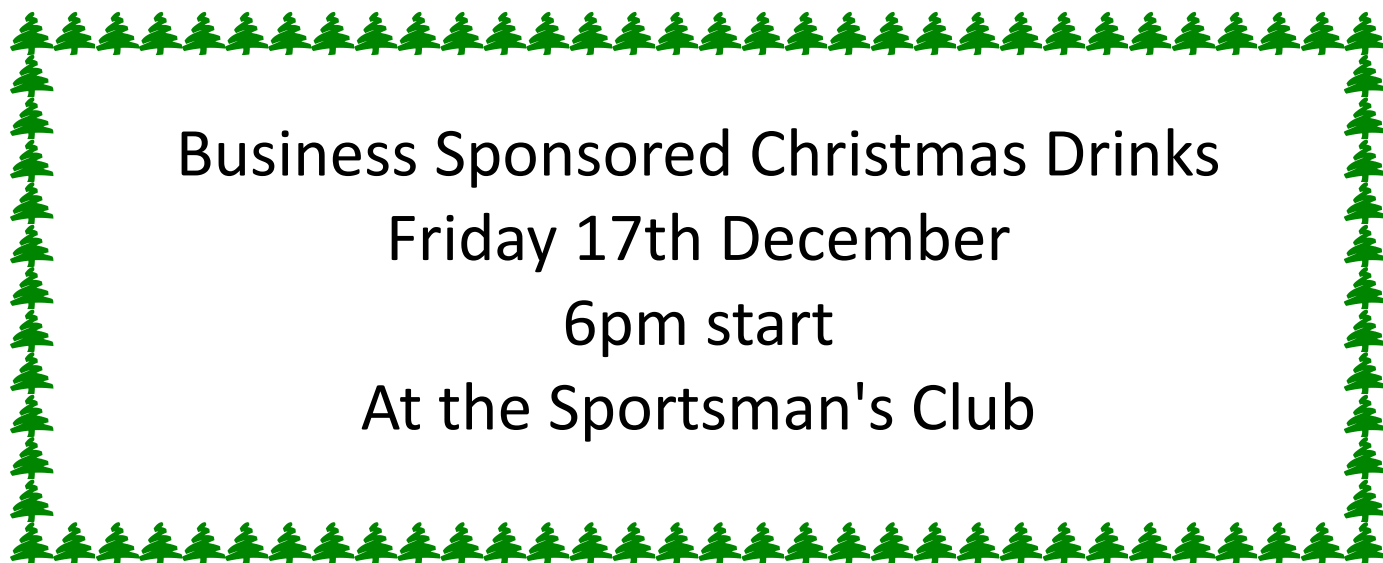 Business Sponsored Christmas Drinks
Friday 17th December
6pm start
At the Sportsman's Club